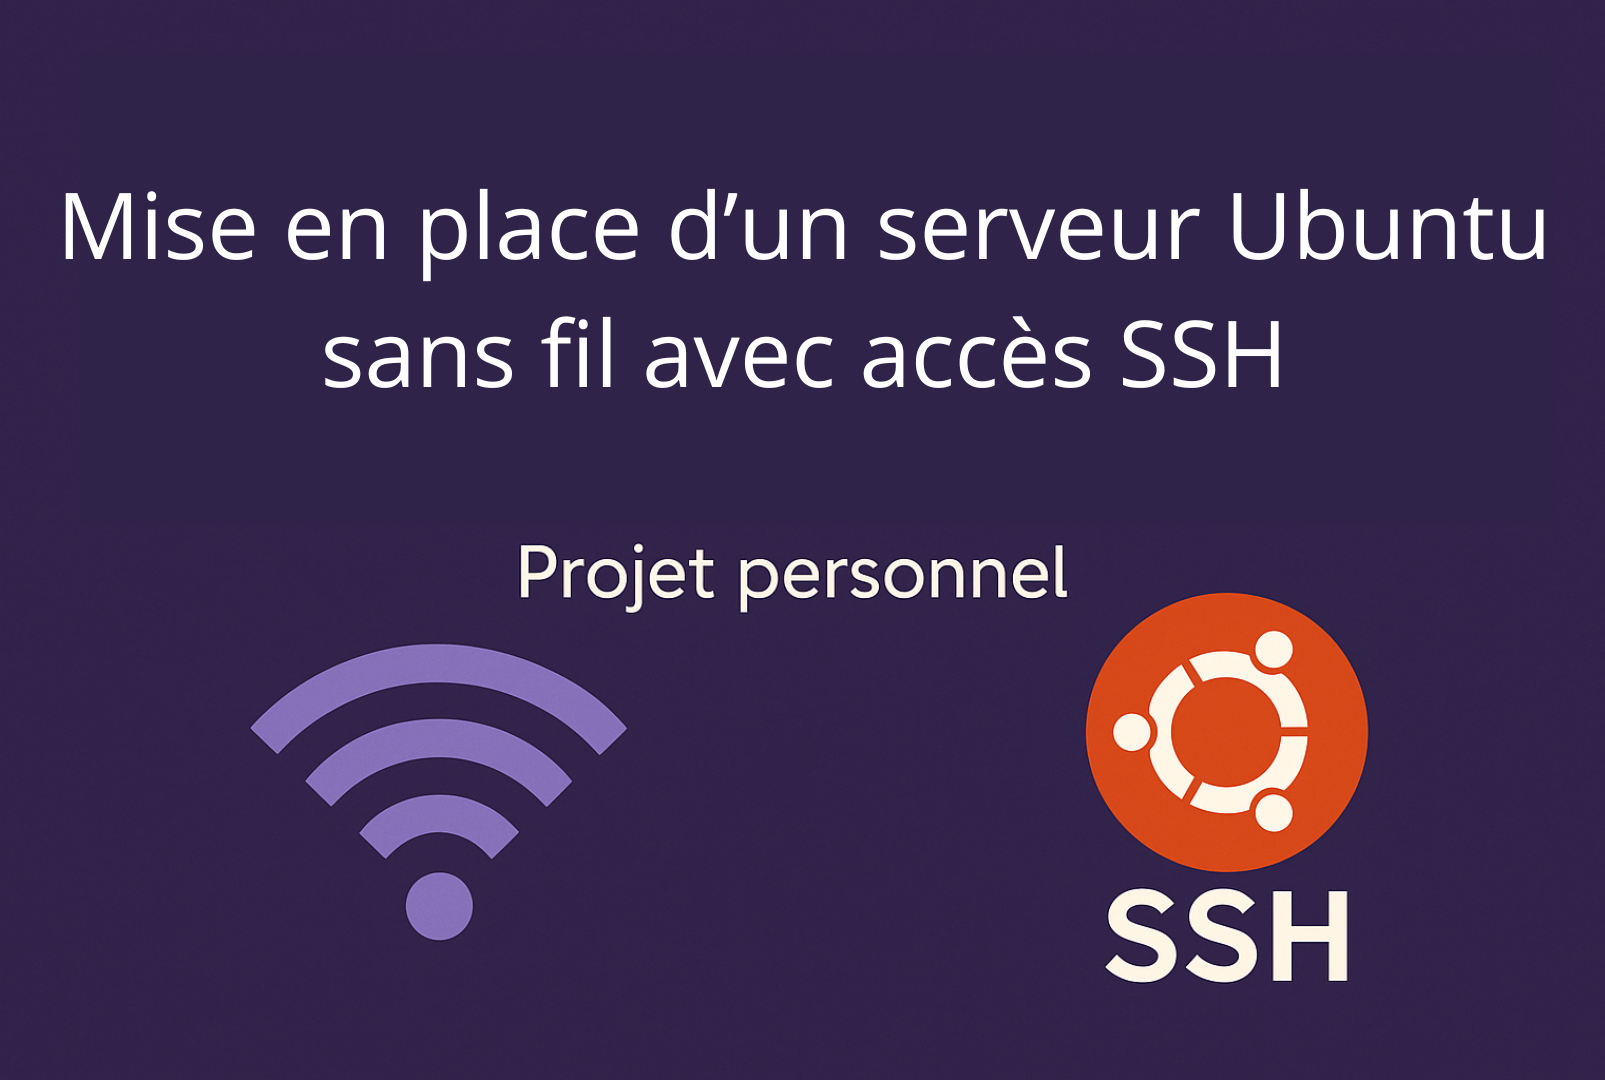 Mise en place d’un serveur Ubuntu
sans fil avec accès SSH
Projet personnel
SSH